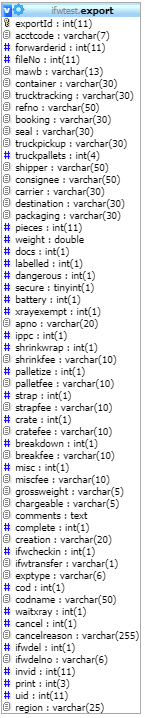 ifwtest.export
exportId : int(11)
acctcode : varchar(7)
forwarderid : int(11)
fileNo : int(11)
mawb : varchar(13)
container : varchar(30)
trucktracking : varchar(30)
refno : varchar(50)
booking : varchar(30)
seal : varchar(30)
truckpickup : varchar(30)
truckpallets : int(4)
shipper : varchar(50)
consignee : varchar(50)
carrier : varchar(30)
destination : varchar(30)
packaging : varchar(30)
pieces : int(11)
weight : double
docs : int(1)
labelled : int(1)
dangerous : int(1)
secure : tinyint(1)
battery : int(1)
xrayexempt : int(1)
apno : varchar(20)
ippc : int(1)
shrinkwrap : int(1)
shrinkfee : varchar(10)
palletize : int(1)
palletfee : varchar(10)
strap : int(1)
strapfee : varchar(10)
crate : int(1)
cratefee : varchar(10)
breakdown : int(1)
breakfee : varchar(10)
misc : int(1)
miscfee : varchar(10)
grossweight : varchar(5)
chargeable : varchar(5)
comments : text
complete : int(1)
creation : varchar(20)
ifwcheckin : int(1)
ifwtransfer : varchar(1)
exptype : varchar(6)
cod : int(1)
codname : varchar(50)
waitxray : int(1)
cancel : int(1)
cancelreason : varchar(255)
ifwdel : int(1)
ifwdelno : varchar(6)
invid : int(11)
print : int(3)
uid : int(11)
region : varchar(25)